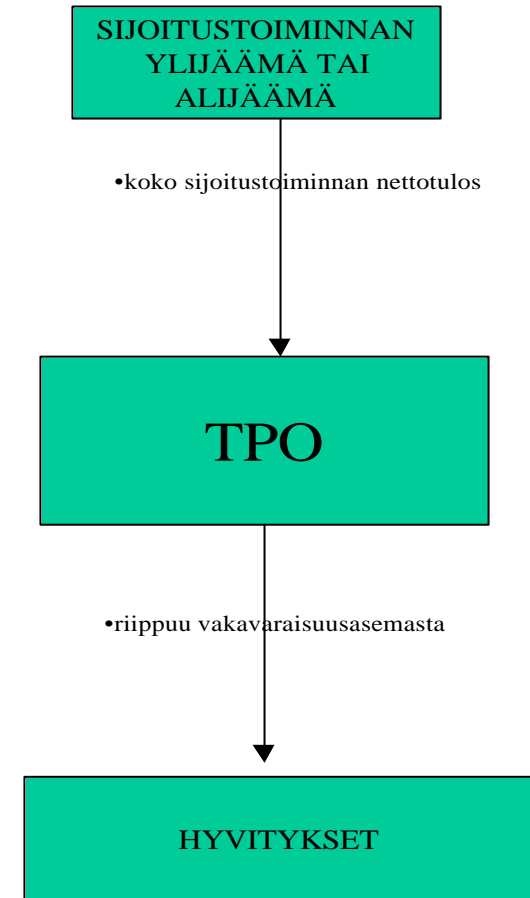 SIJOITUSTOIMINNAN
YLIJÄÄMÄ TAI
ALIJÄÄMÄ
•koko sijoitustoiminnan nettotulos
TPO
•riippuu vakavaraisuusasemasta
HYVITYKSET